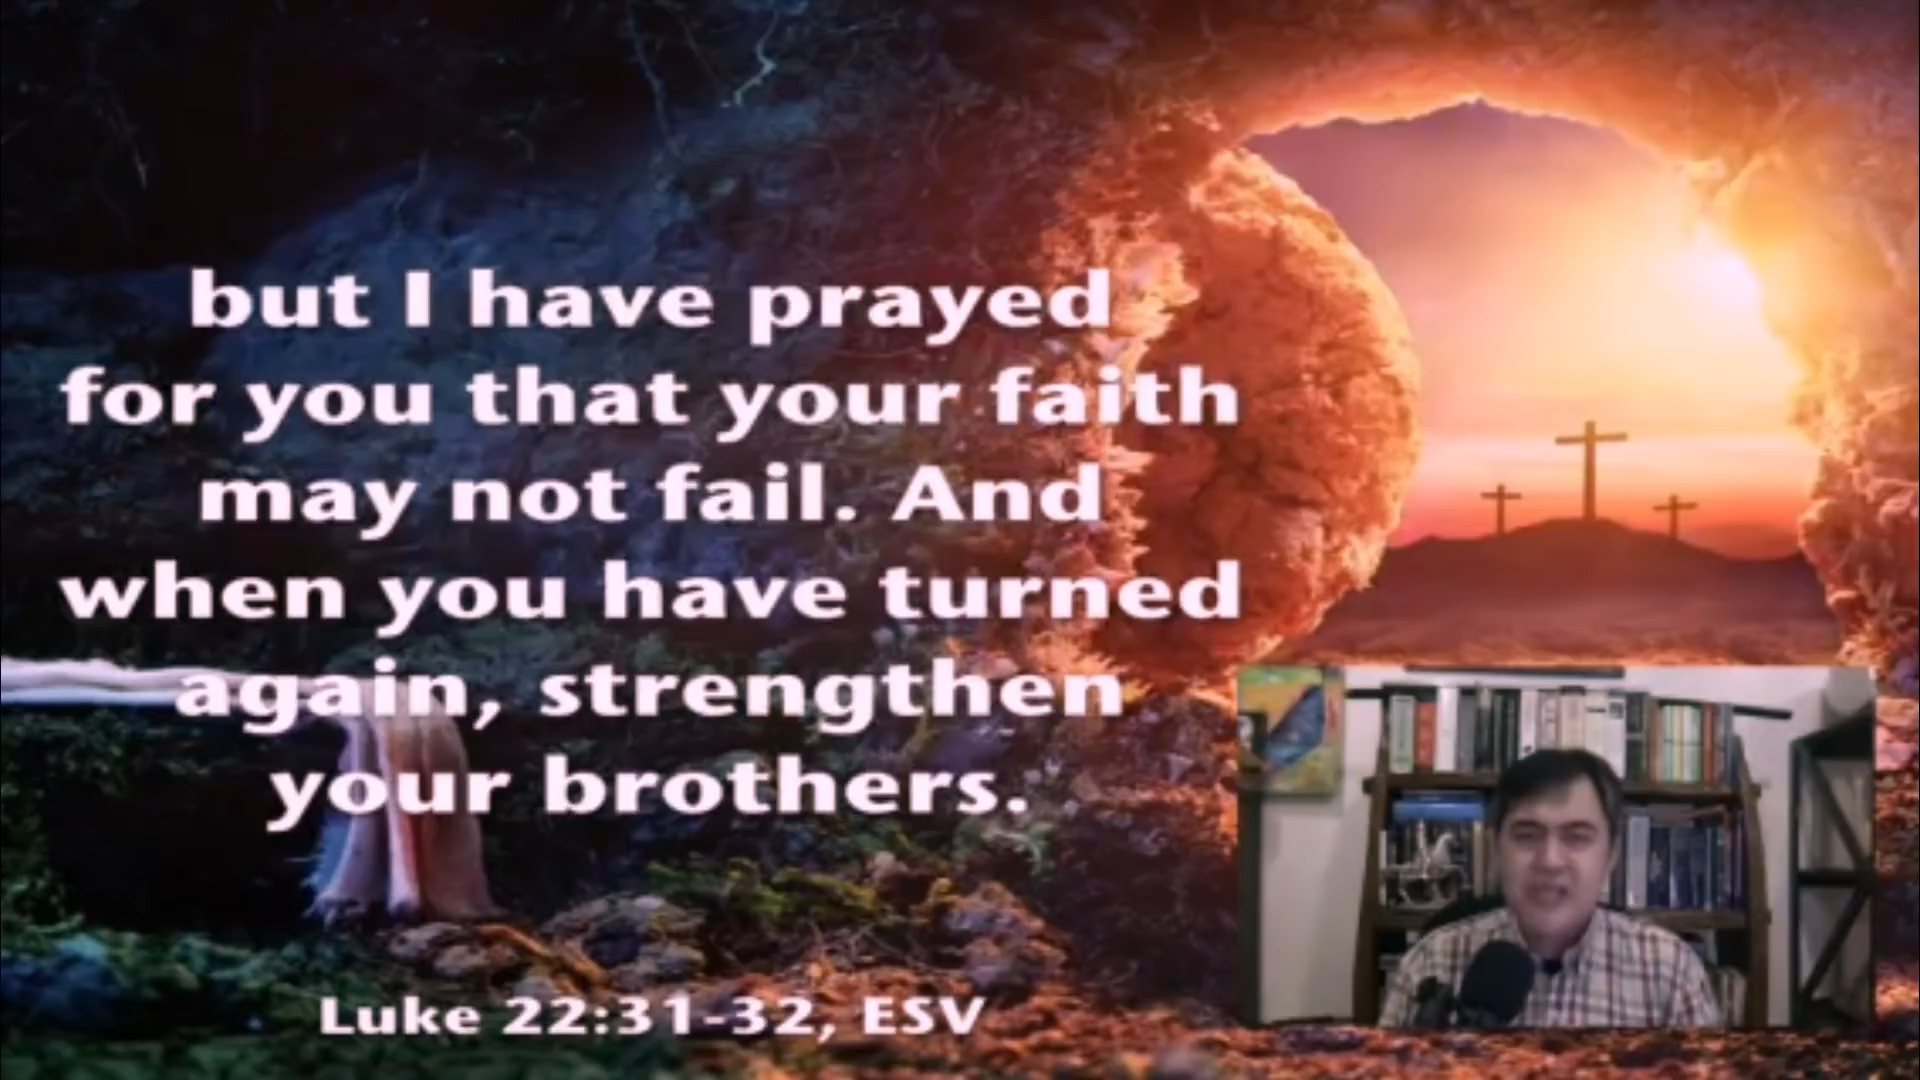 but I have prayed
for you that your faith
may not fail. And
when you have turned
again, strengthen
your brothers.
Luke 22:31-32, ESV